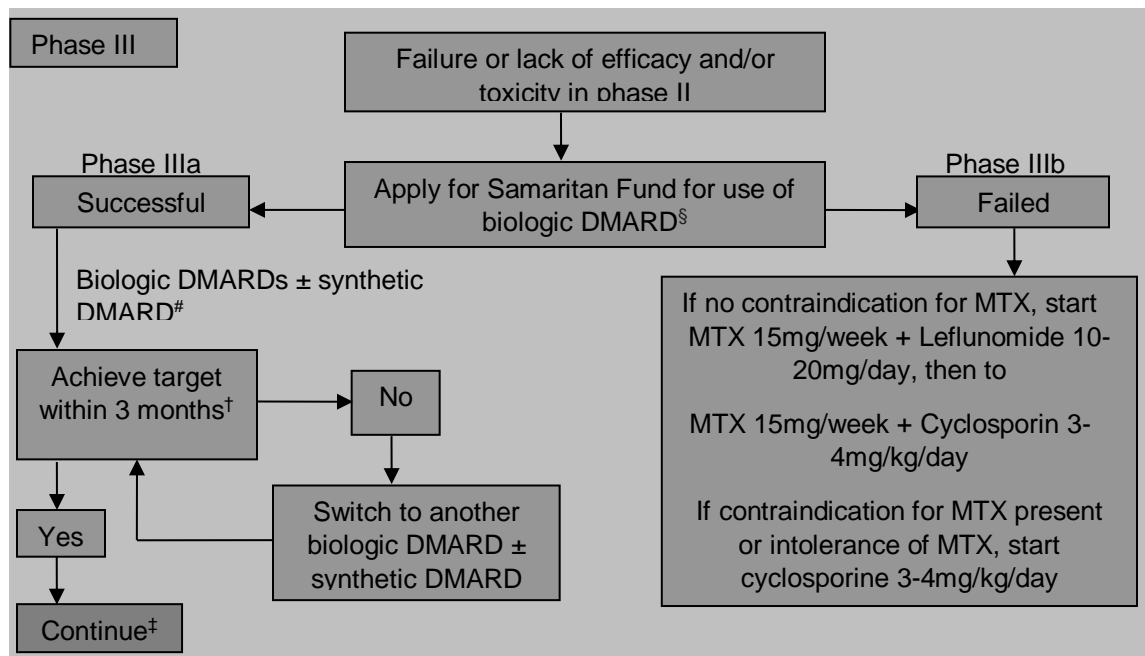 Phase III
Failure or lack of efficacy and/or
toxicity in phase II
Phase IIIa
Successful
Apply for Samaritan Fund for use of
biologic DMARD§
Phase IIIb
Failed
Biologic DMARDs ± synthetic
DMARD#
Achieve target
within 3 months†
No
Switch to another
biologic DMARD ±
synthetic DMARD
Yes
Continue‡
If no contraindication for MTX, start
MTX 15mg/week + Leflunomide 10-
20mg/day, then to
MTX 15mg/week + Cyclosporin 3-
4mg/kg/day
If contraindication for MTX present
or intolerance of MTX, start
cyclosporine 3-4mg/kg/day